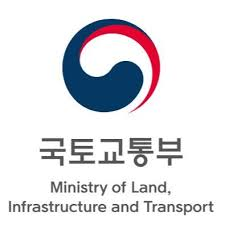 국토교통부
Ministry of Land,
Infrastructure and Transport